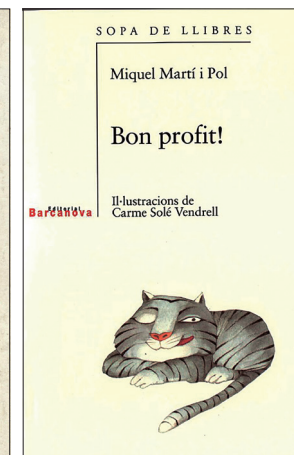 SOPA DE LLIBRES
Miquel Martí i Pol
Bon profit!
Editorial
Barcanova
Il·lustracions de
Carme Solé Vendrell